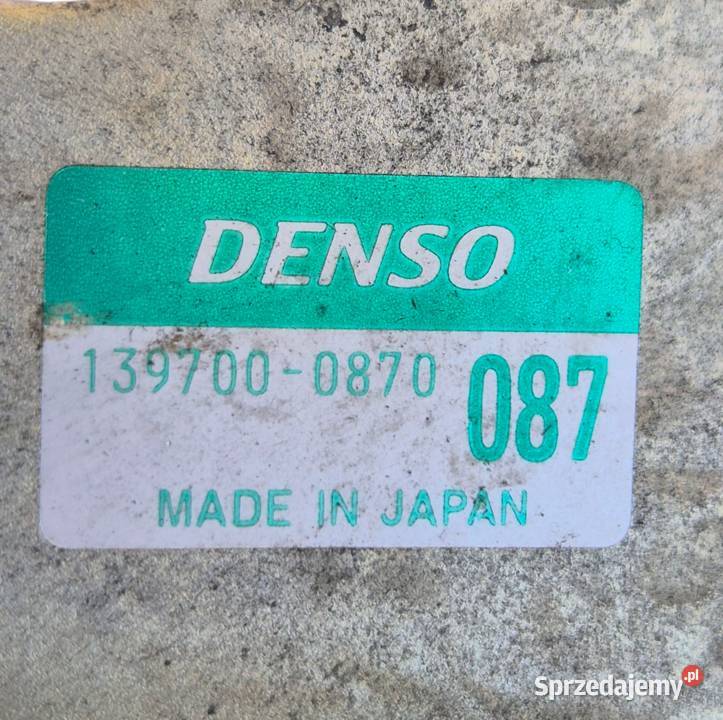 DENSO
139700-0870 087
MADE IN JAPAN
Sprzedajemy.pl